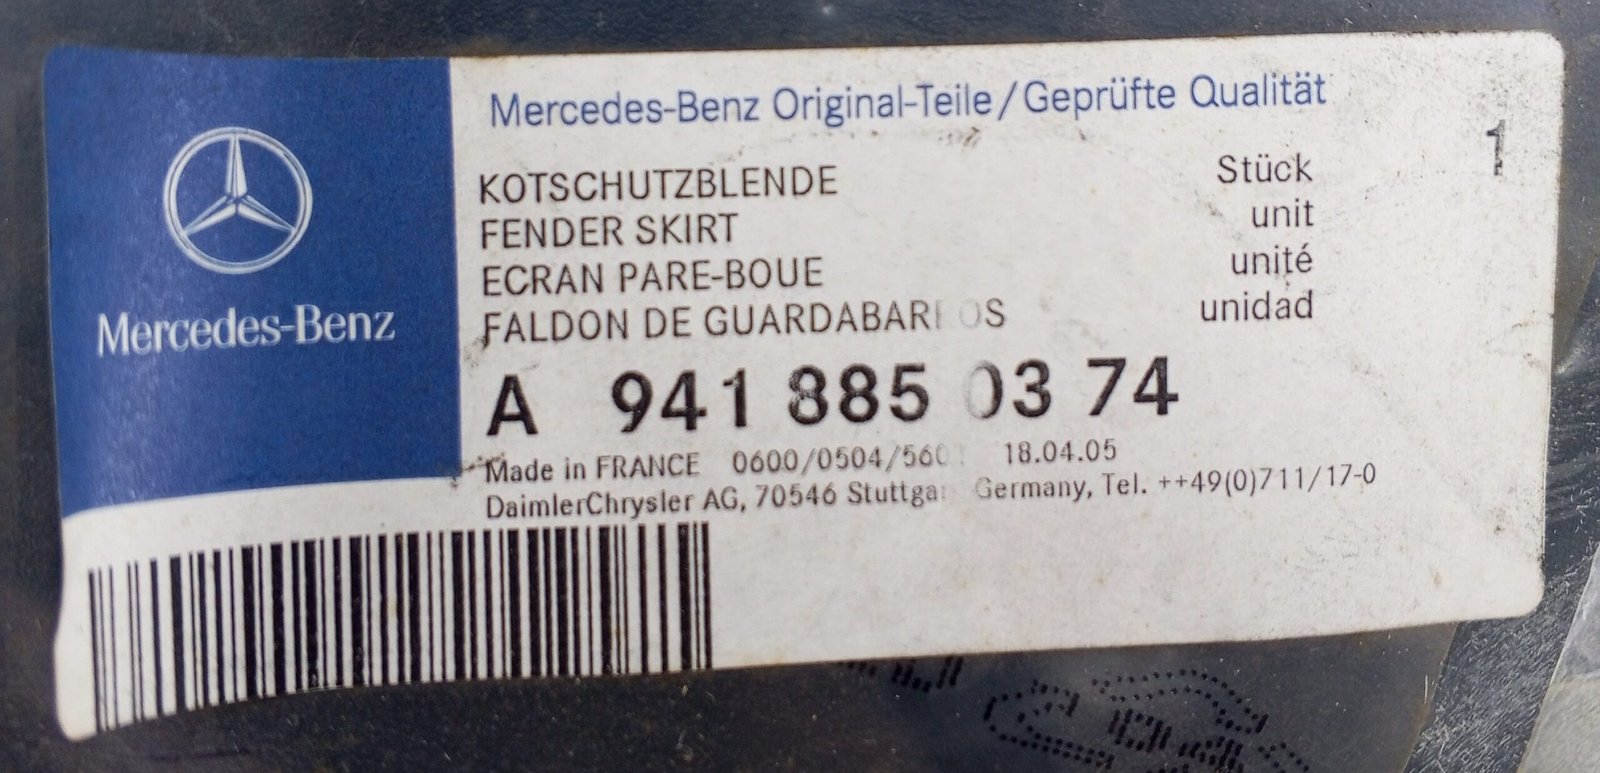 Mercedes-Benz
Mercedes-Benz Original-Teile/Geprüfte Qualität
KOTSCHUTZBLENDE Stück 1
FENDER SKIRT unit
ECRAN PARE-BOUE unité
FALDON DE unidad
A 941 885 03 74
Made in FRANCE 18.04.05
DaimlerChrysler AG, 70546 Germany, Tel. ++49(0)711/17-0